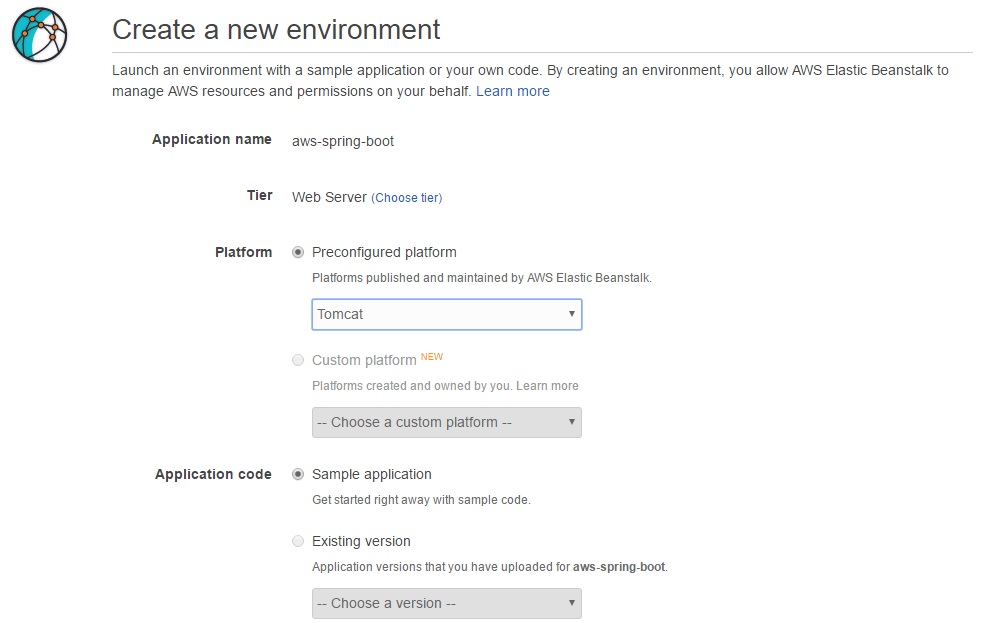 Create a new environment
Launch an environment with a sample application or your own code. By creating an environment, you allow AWS Elastic Beanstalk to
manage AWS resources and permissions on your behalf. Learn more
Application name aws-spring-boot
Tier Web Server (Choose tier)
Platform Preconfigured platform
Platforms published and maintained by AWS Elastic Beanstalk.
Tomcat
Custom platform NEW
Platforms created and owned by you. Learn more
-- Choose a custom platform --
Application code Sample application
Get started right away with sample code.
Existing version
Application versions that you have uploaded for aws-spring-boot.
-- Choose a version --